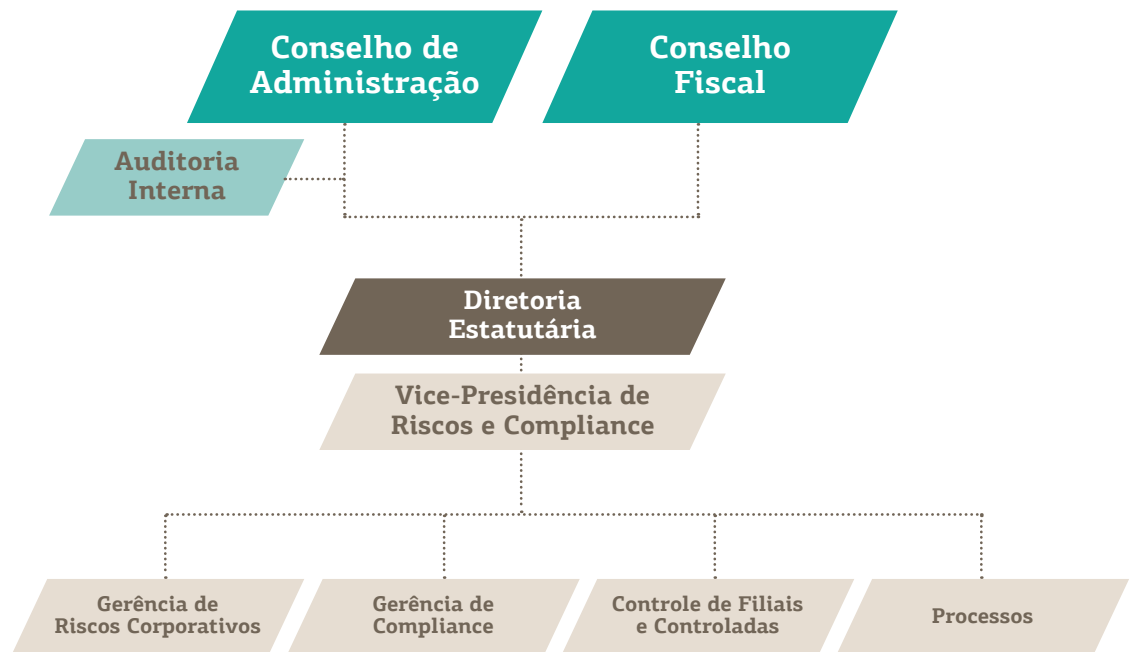 Conselho de
Administração
Conselho
Fiscal
Auditoria
Interna
Diretoria
Estatutária
Vice-Presidência de
Riscos e Compliance
Gerência de
Riscos Corporativos
Gerência de
Compliance
Controle de Filiais
e Controladas
Processos